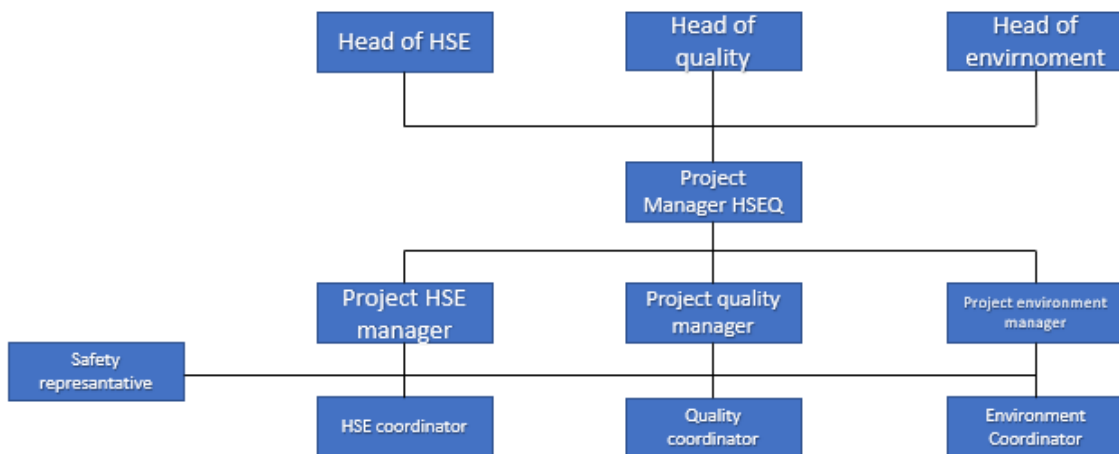 Head of HSE
Head of
quality
Head of
envirnoment
Project
Manager HSEQ
Project HSE
manager
Project quality
manager
Project environment
manager
Safety
represantative
HSE coordinator
Quality
coordinator
Environment
Coordinator